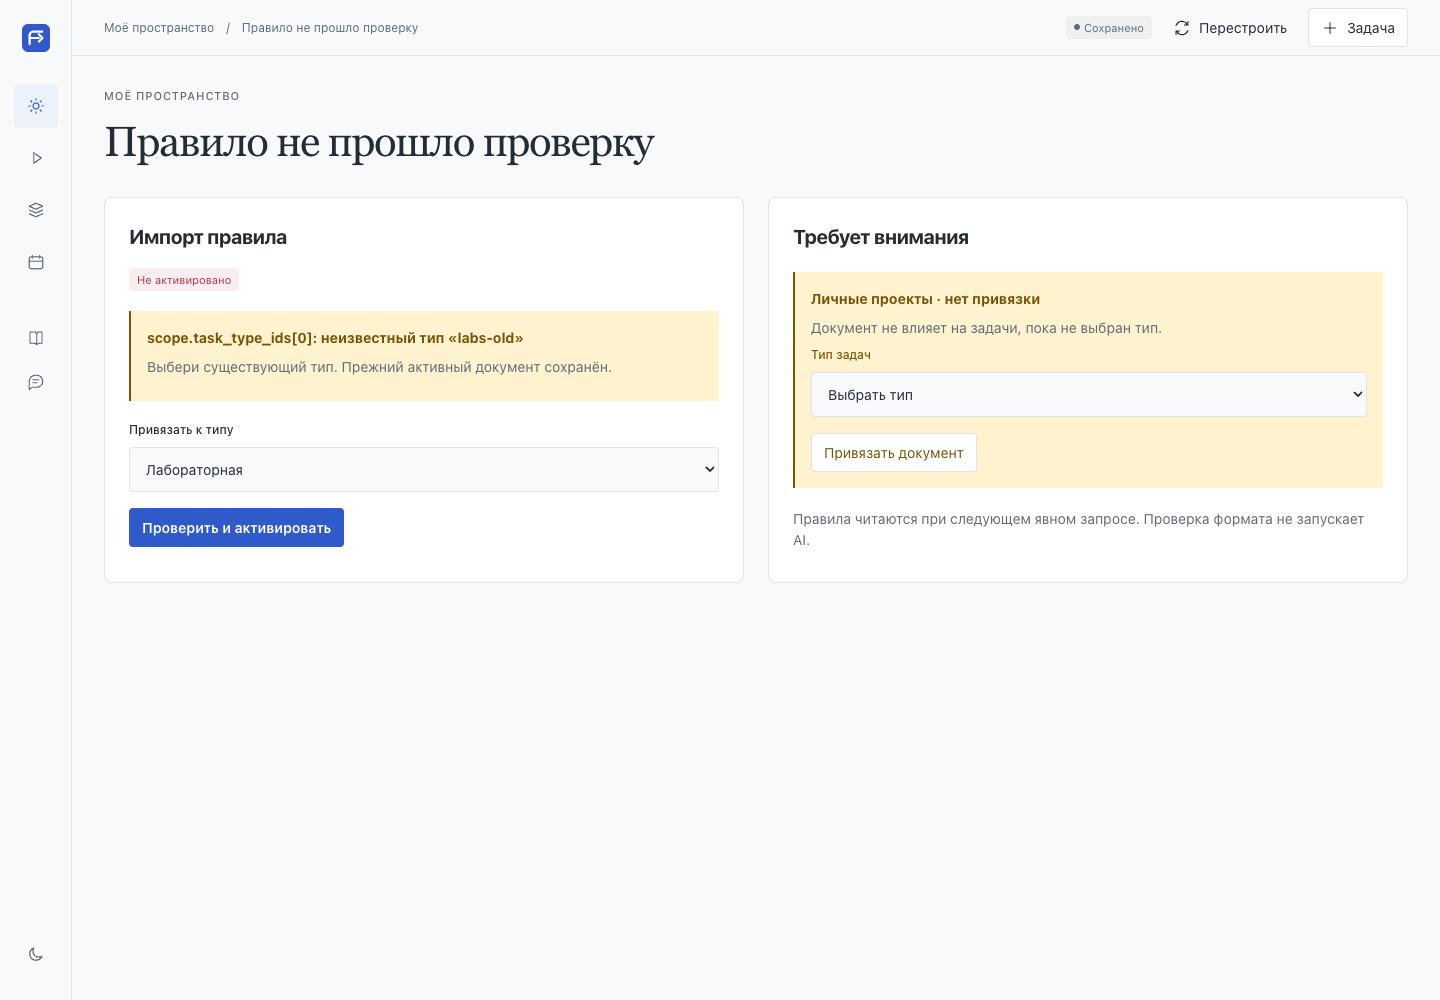 Моё пространство / Правило не прошло проверку
Сохранено
Перестроить
Задача
МОЁ ПРОСТРАНСТВО
Правило не прошло проверку
Импорт правила
Не активировано
scope.task_type_ids[0]: неизвестный тип «labs-old»
Выбери существующий тип. Прежний активный документ сохранён.
Привязать к типу
Лабораторная
Проверить и активировать
Требует внимания
Личные проекты · нет привязки
Документ не влияет на задачи, пока не выбран тип.
Тип задач
Выбрать тип
Привязать документ
Правила читаются при следующем явном запросе. Проверка формата не запускает
AI.